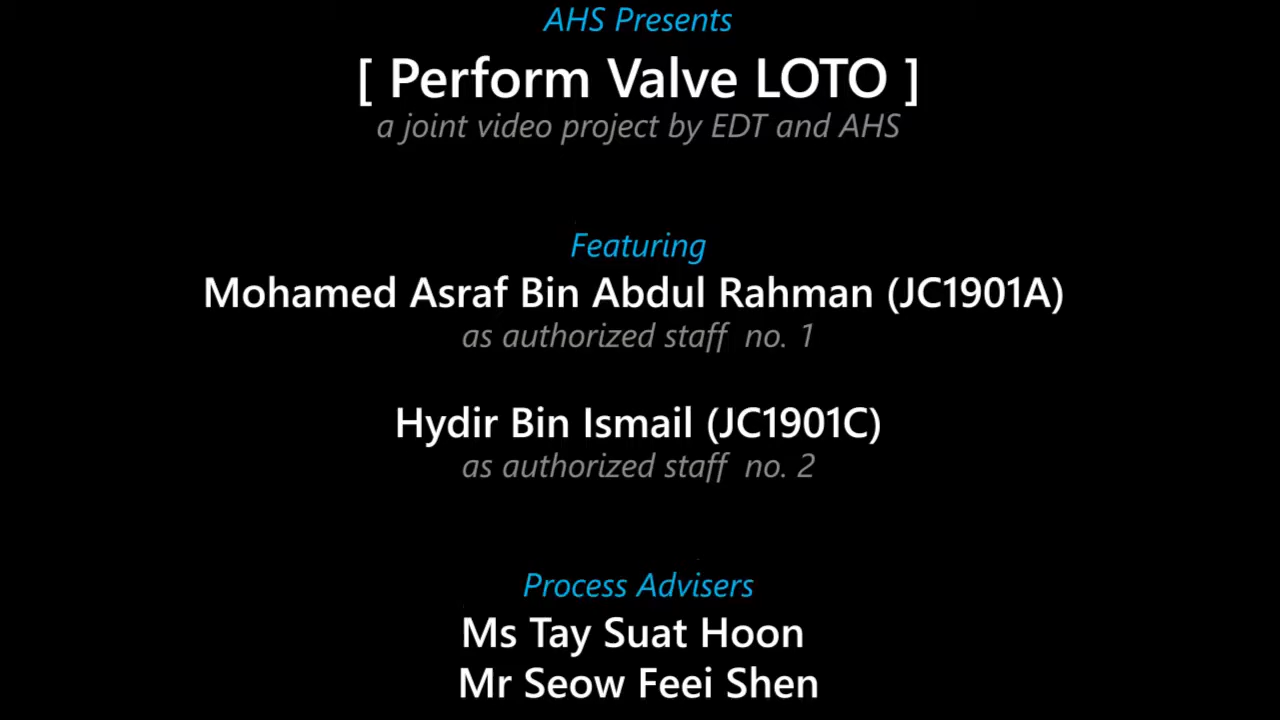 AHS Presents
[ Perform Valve LOTO ]
a joint video project by EDT and AHS
Featuring
Mohamed Asraf Bin Abdul Rahman (JC1901A)
as authorized staff no. 1
Hydir Bin Ismail (JC1901C)
as authorized staff no. 2
Process Advisers
Ms Tay Suat Hoon
Mr Seow Feei Shen